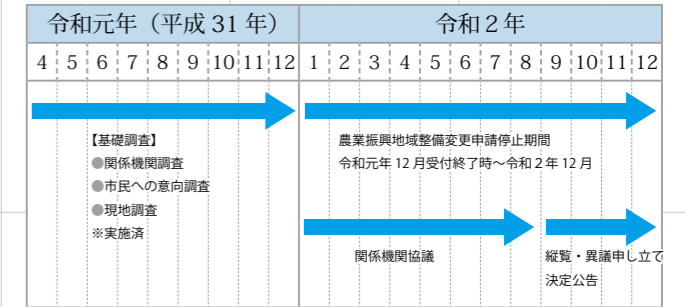 令和元年（平成 31 年） 令和２年
4 5 6 7 8 9 10 11 12 1 2 3 4 5 6 7 8 9 10 11 12
【基礎調査】
●関係機関調査
●市民への意向調査
●現地調査
※実施済
農業振興地域整備変更申請停止期間
令和元年 12 月受付終了時～令和２年 12 月
関係機関協議
縦覧・異議申し立て
決定公告